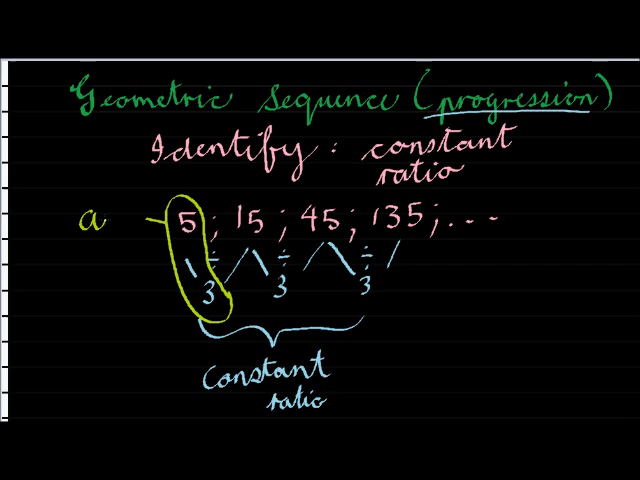 Geometric sequence (progression)
Identify: constant
ratio
a 5; 15; 45; 135; ...
÷ ÷ ÷
3 3 3
Constant
ratio